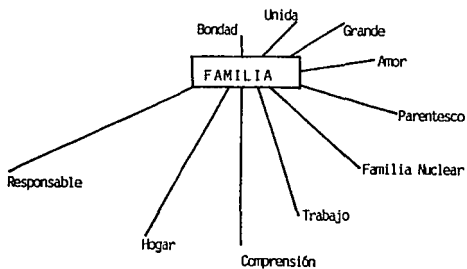 Unida
Grande
Bondad
FAMILIA
Amor
Parentesco
Familia Nuclear
Responsable
Trabajo
Hogar
Comprensión